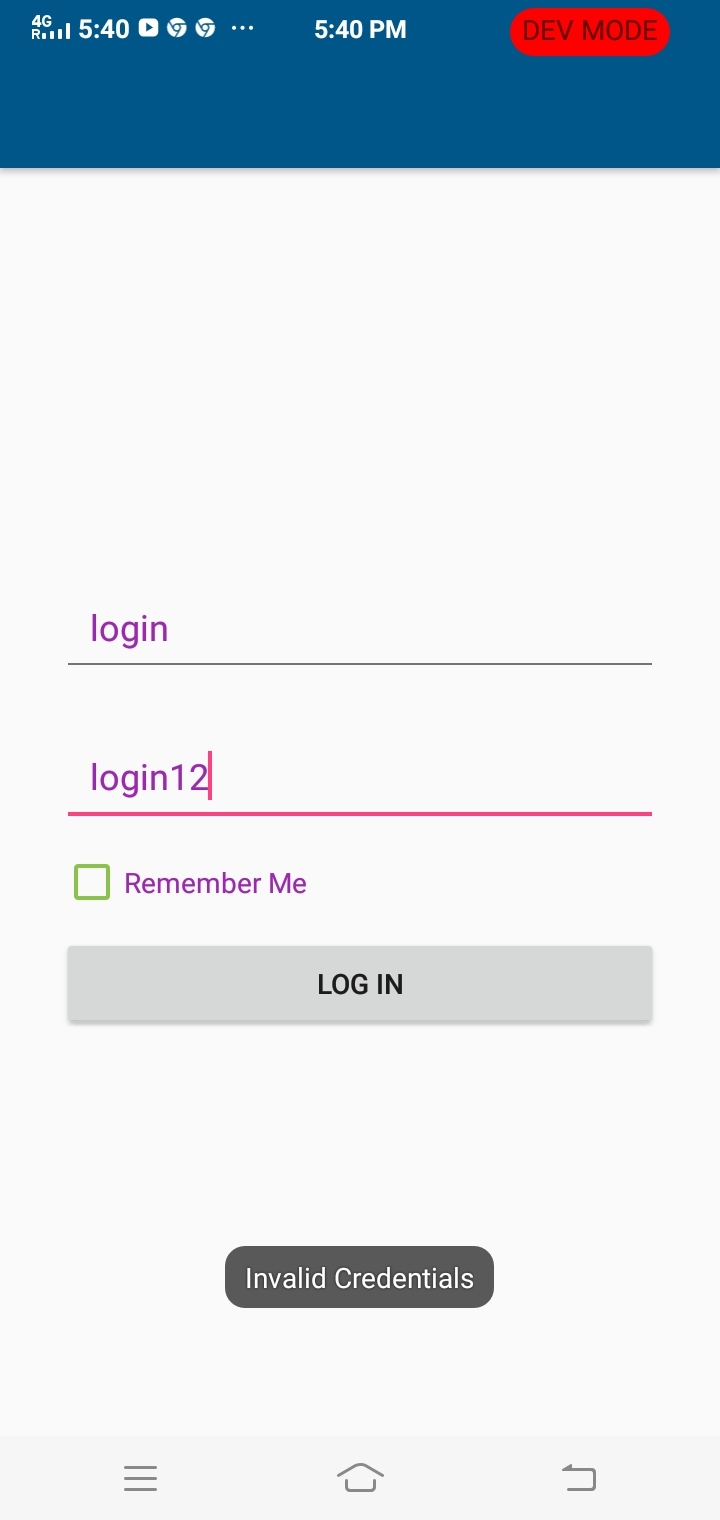 4G
R 5:40 ... 5:40 PM DEV MODE
login
login12
Remember Me
LOG IN
Invalid Credentials